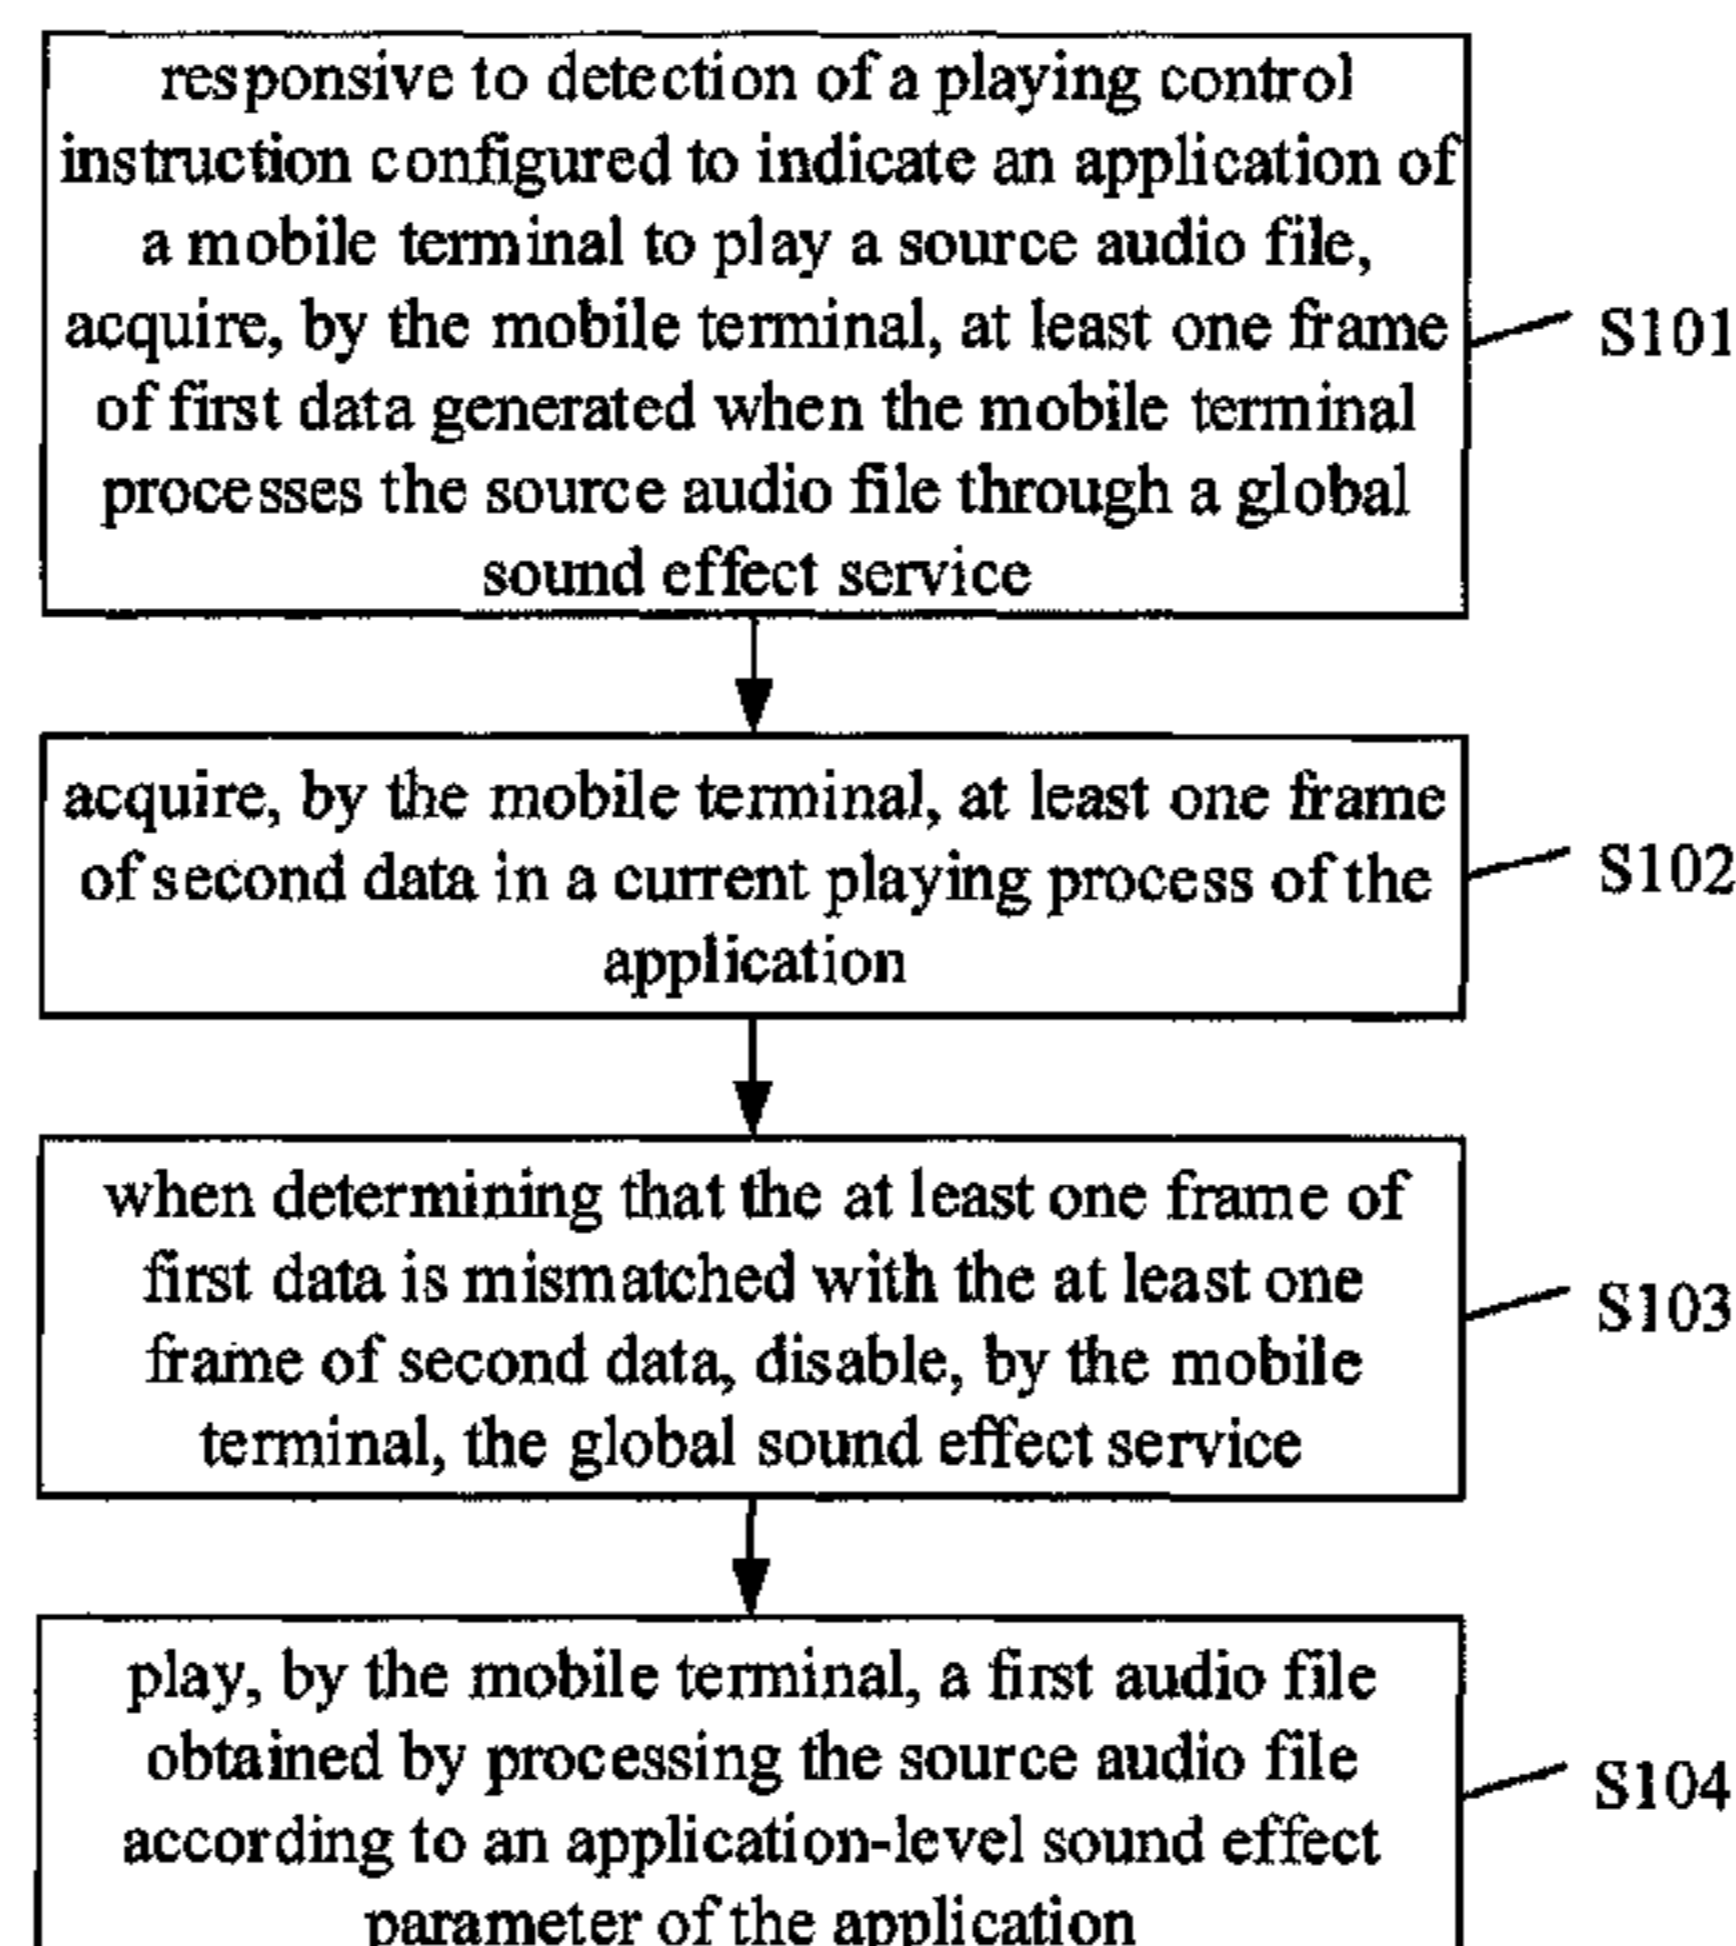 responsive to detection of a playing control
instruction configured to indicate an application of
a mobile terminal to play a source audio file,
acquire, by the mobile terminal, at least one frame
of first data generated when the mobile terminal
processes the source audio file through a global
sound effect service
S101
acquire, by the mobile terminal, at least one frame
of second data in a current playing process of the
application
S102
when determining that the at least one frame of
first data is mismatched with the at least one
frame of second data, disable, by the mobile
terminal, the global sound effect service
S103
play, by the mobile terminal, a first audio file
obtained by processing the source audio file
according to an application-level sound effect
parameter of the application
S104